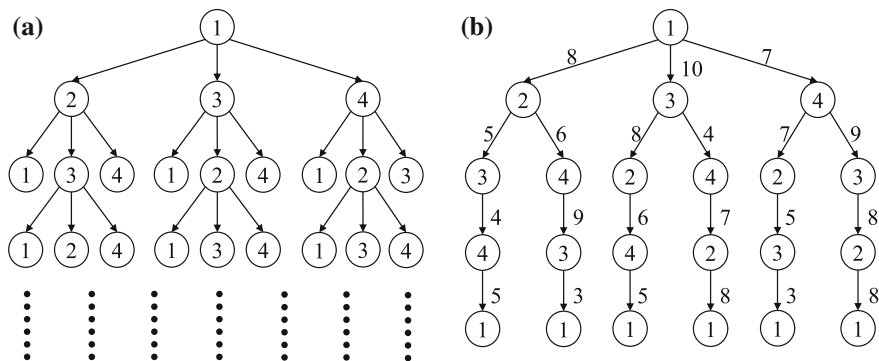 (a)
1
2 3 4
1 3 4 1 2 4 1 2 3
1 2 4 1 3 4 1 3 4
(b)
1
8 10 7
2 3 4
5 6 8 4 7 9
3 4 2 4 2 3
4 9 6 7 5 8
4 3 4 2 3 2
5 3 5 8 3 8
1 1 1 1 1 1